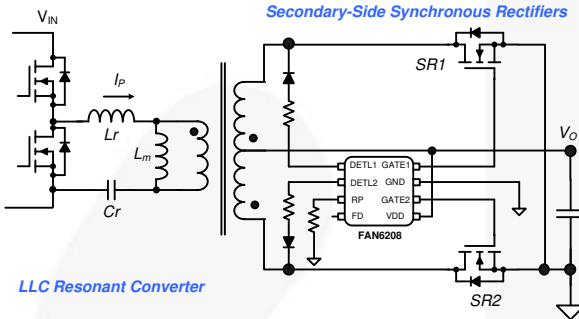 Secondary-Side Synchronous Rectifiers
VIN
IP
SR1
Lr
Lm
VO
DETL1 GATE1
DETL2 GND
RP GATE2
FD VDD
FAN6208
Cr
LLC Resonant Converter
SR2